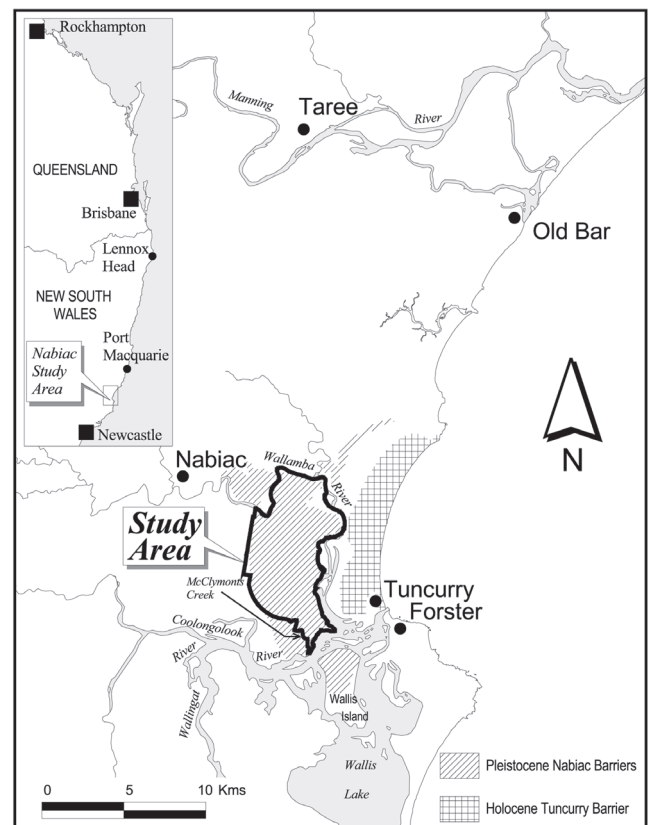 Rockhampton
QUEENSLAND
Brisbane
Lennox
Head
NEW SOUTH
WALES
Port
Macquarie
Nabiac
Study
Area
Newcastle
Manning
River
Taree
Old Bar
N
Nabiac
Wallamba
River
Study
Area
McClymonts
Creek
Tuncurry
Forster
Coolongolook
River
River
Wallingat
Wallis
Island
Wallis
Lake
0 5 10 Kms
Pleistocene Nabiac Barriers
Holocene Tuncurry Barrier